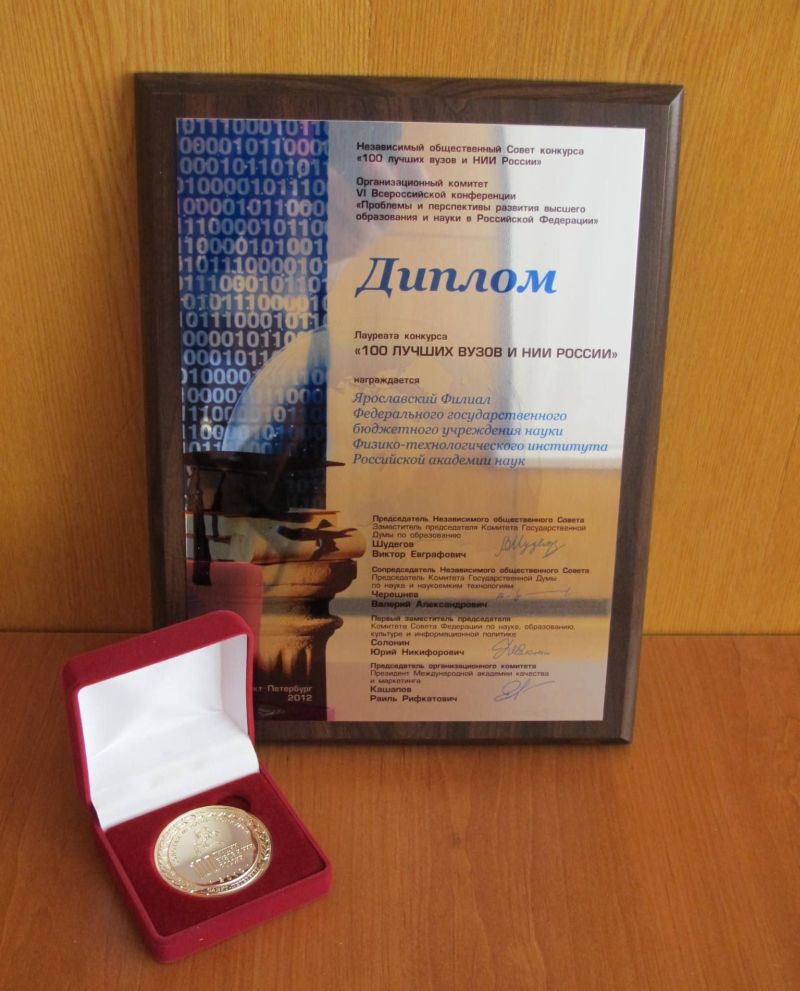 Независимый общественный Совет конкурса
«100 лучших вузов и НИИ России»
Организационный комитет
VI Всероссийской конференции
«Проблемы и перспективы развития высшего
образования и науки в Российской Федерации»
Диплом
Лауреата конкурса
«100 ЛУЧШИХ ВУЗОВ И НИИ РОССИИ»
награждается
Ярославский Филиал
Федерального государственного
бюджетного учреждения науки
Физико-технологического института
Российской академии наук
Председатель Независимого общественного Совета
Заместитель председателя Комитета Государственной
Думы по образованию
Шудегов
Виктор Евграфович
Сопредседатель Независимого общественного Совета
Председатель Комитета Государственной Думы
по науке и наукоемким технологиям
Черешнев
Валерий Александрович
Первый заместитель председателя
Комитета Совета Федерации по науке, образованию,
культуре и информационной политике
Солонин
Юрий Никифорович
Председатель организационного комитета
Президент Международной академии качества
и маркетинга
Кашапов
Раиль Рифкатович
кт-Петербург
2012
100